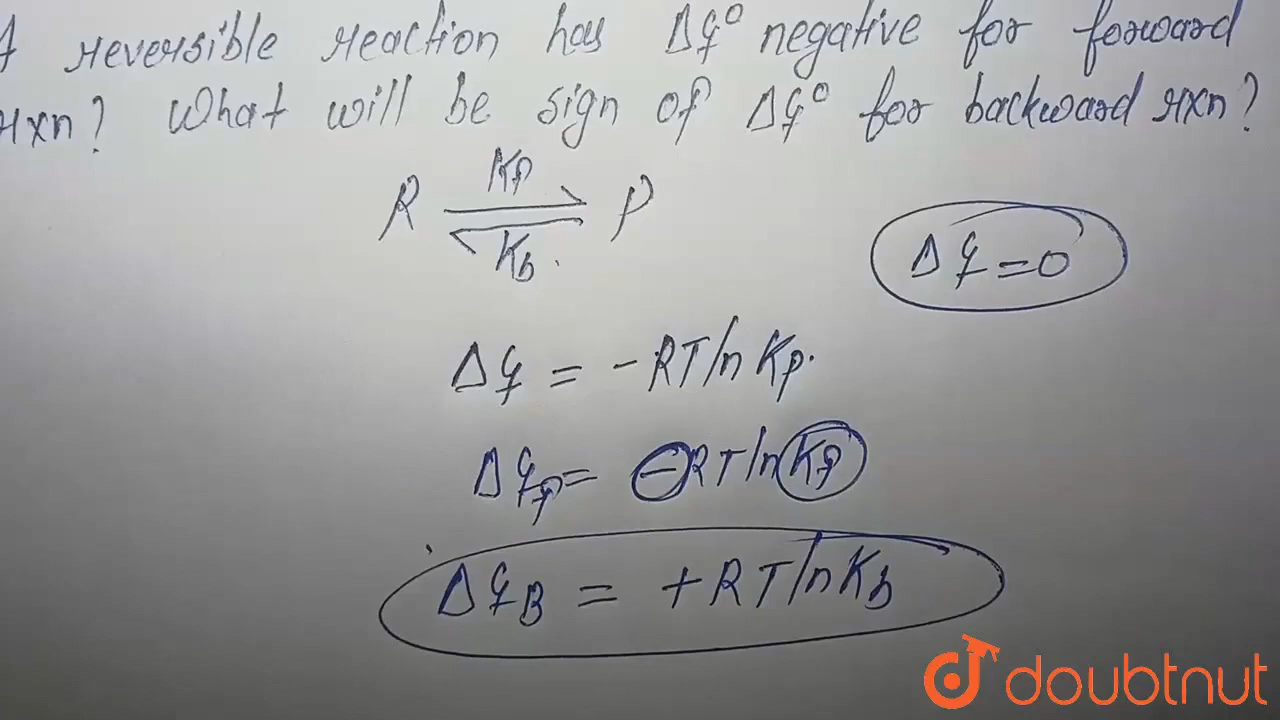 A reversible reaction has ΔG° negative for forward
rxn? What will be sign of ΔG° for backward rxn?
Kf
R ⇌ P
Kb.
ΔG = 0
ΔG = -RT ln Kf.
ΔGf = -RT ln Kf
ΔGB = +RT ln Kb
doubtnut